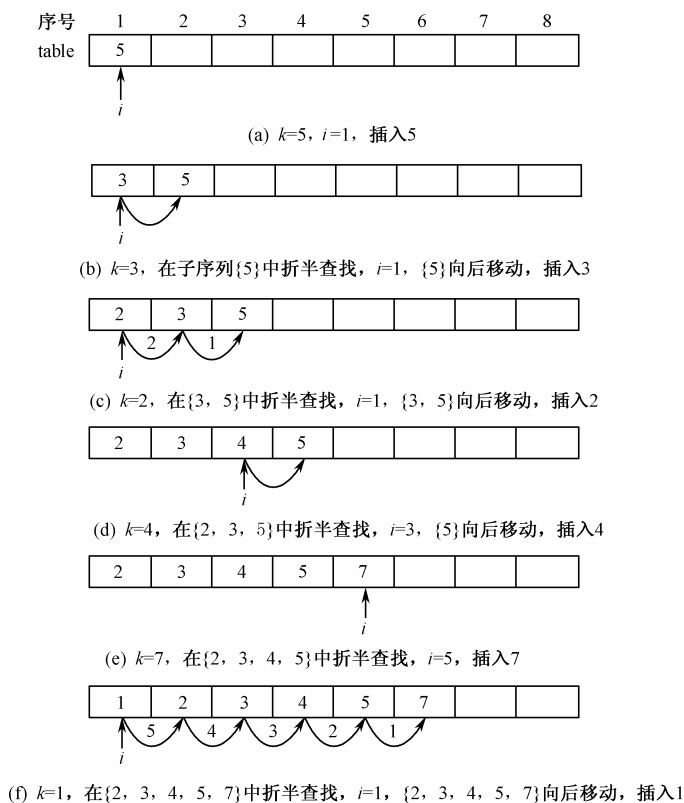 序号 1 2 3 4 5 6 7 8
table 5
i
(a) k=5，i=1，插入5
3 5
i
(b) k=3，在子序列{5}中折半查找，i=1，{5}向后移动，插入3
2 3 5
2 1
i
(c) k=2，在{3，5}中折半查找，i=1，{3，5}向后移动，插入2
2 3 4 5
i
(d) k=4，在{2，3，5}中折半查找，i=3，{5}向后移动，插入4
2 3 4 5 7
i
(e) k=7，在{2，3，4，5}中折半查找，i=5，插入7
1 2 3 4 5 7
5 4 3 2 1
i
(f) k=1，在{2，3，4，5，7}中折半查找，i=1，{2，3，4，5，7}向后移动，插入1